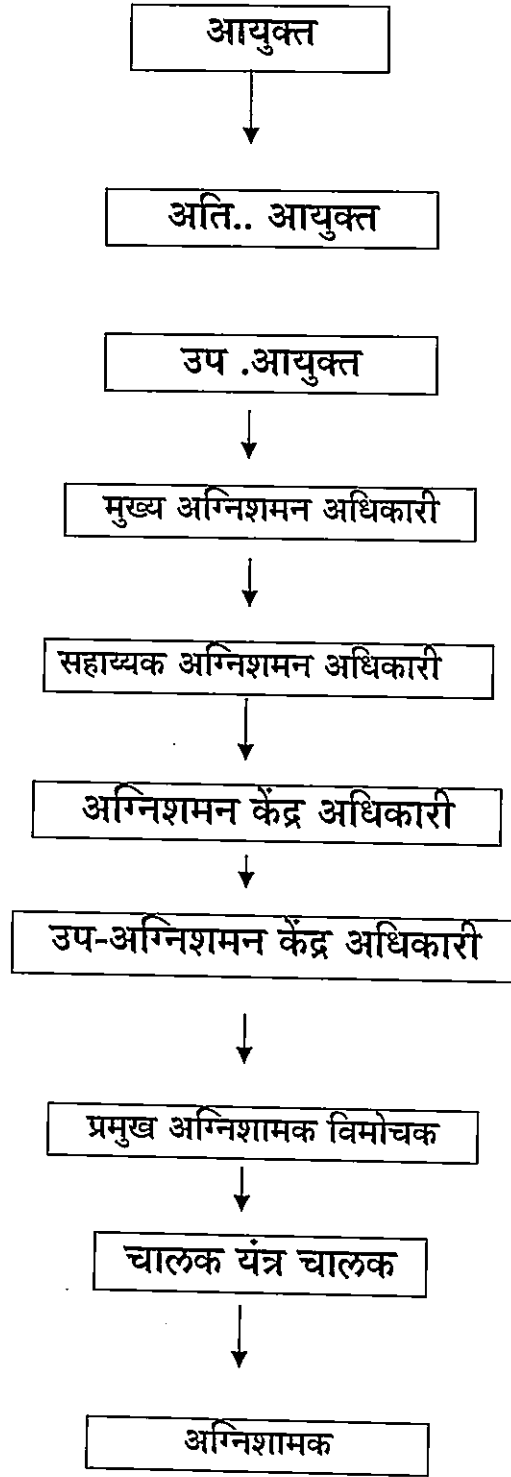 आयुक्त
अति.. आयुक्त
उप .आयुक्त
मुख्य अग्निशमन अधिकारी
सहाय्यक अग्निशमन अधिकारी
अग्निशमन केंद्र अधिकारी
उप-अग्निशमन केंद्र अधिकारी
प्रमुख अग्निशामक विमोचक
चालक यंत्र चालक
अग्निशामक